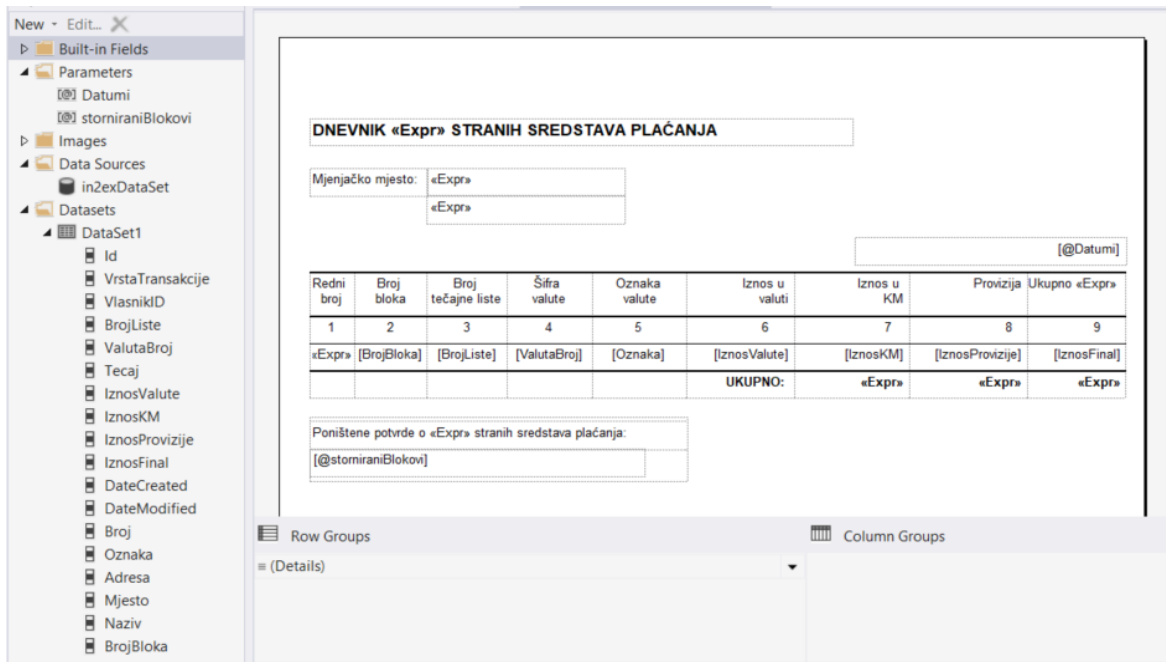 New Edit...
Built-in Fields
Parameters
Datumi
storniraniBlokovi
Images
Data Sources
in2exDataSet
Datasets
DataSet1
Id
VrstaTransakcije
VlasnikID
BrojListe
ValutaBroj
Tecaj
IznosValute
IznosKM
IznosProvizije
IznosFinal
DateCreated
DateModified
Broj
Oznaka
Adresa
Mjesto
Naziv
BrojBloka
DNEVNIK «Expr» STRANIH SREDSTAVA PLAĆANJA
Mjenjačko mjesto: «Expr»
«Expr»
[@Datumi]
Redni Broj Broj Šifra Oznaka Iznos u Iznos u Provizija Ukupno «Expr»
broj bloka tečajne liste valute valute valuti KM
1 2 3 4 5 6 7 8 9
«Expr» [BrojBloka] [BrojListe] [ValutaBroj] [Oznaka] [IznosValute] [IznosKM] [IznosProvizije] [IznosFinal]
UKUPNO: «Expr» «Expr» «Expr»
Poništene potvrde o «Expr» stranih sredstava plaćanja:
[@storniraniBlokovi]
Row Groups
Column Groups
(Details)